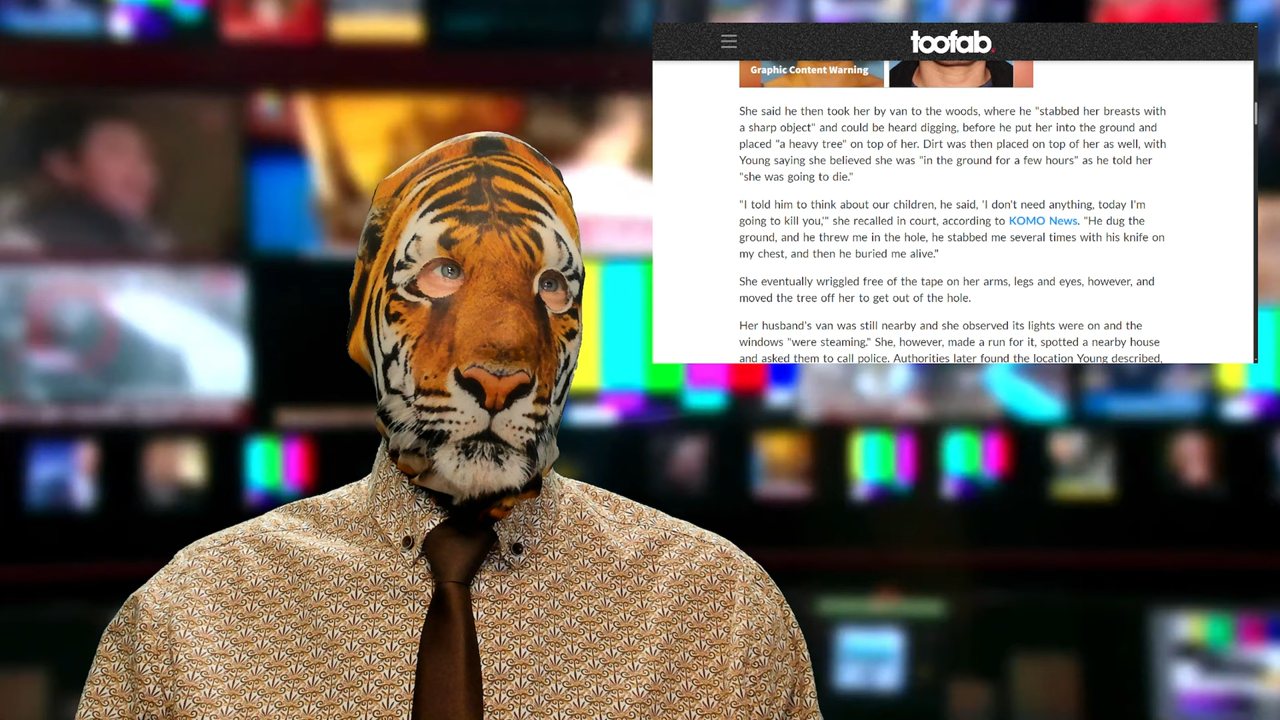 toofab.
Graphic Content Warning
She said he then took her by van to the woods, where he "stabbed her breasts with
a sharp object" and could be heard digging, before he put her into the ground and
placed "a heavy tree" on top of her. Dirt was then placed on top of her as well, with
Young saying she believed she was "in the ground for a few hours" as he told her
"she was going to die."
"I told him to think about our children, he said, 'I don't need anything, today I'm
going to kill you,'" she recalled in court, according to KOMO News. "He dug the
ground, and he threw me in the hole, he stabbed me several times with his knife on
my chest, and then he buried me alive."
She eventually wriggled free of the tape on her arms, legs and eyes, however, and
moved the tree off her to get out of the hole.
Her husband's van was still nearby and she observed its lights were on and the
windows "were steaming." She, however, made a run for it, spotted a nearby house
and asked them to call police. Authorities later found the location Young described,